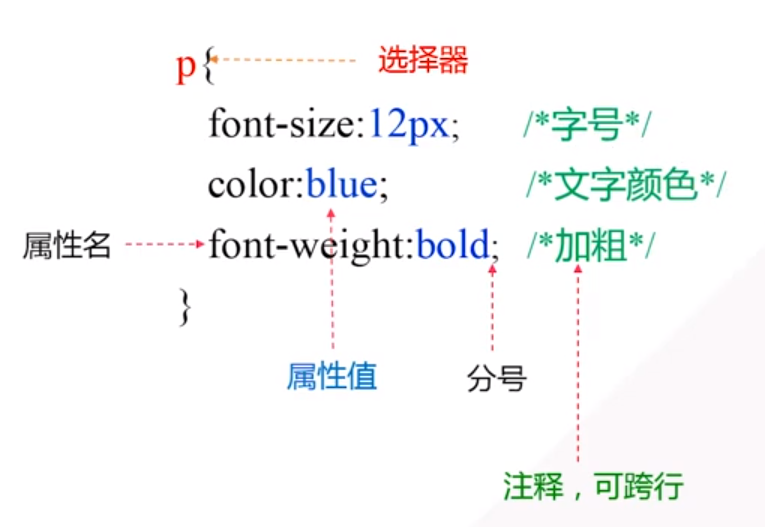 p{ 选择器
font-size:12px; /*字号*/
color:blue; /*文字颜色*/
属性名 font-weight:bold; /*加粗*/
}
属性值 分号
注释，可跨行